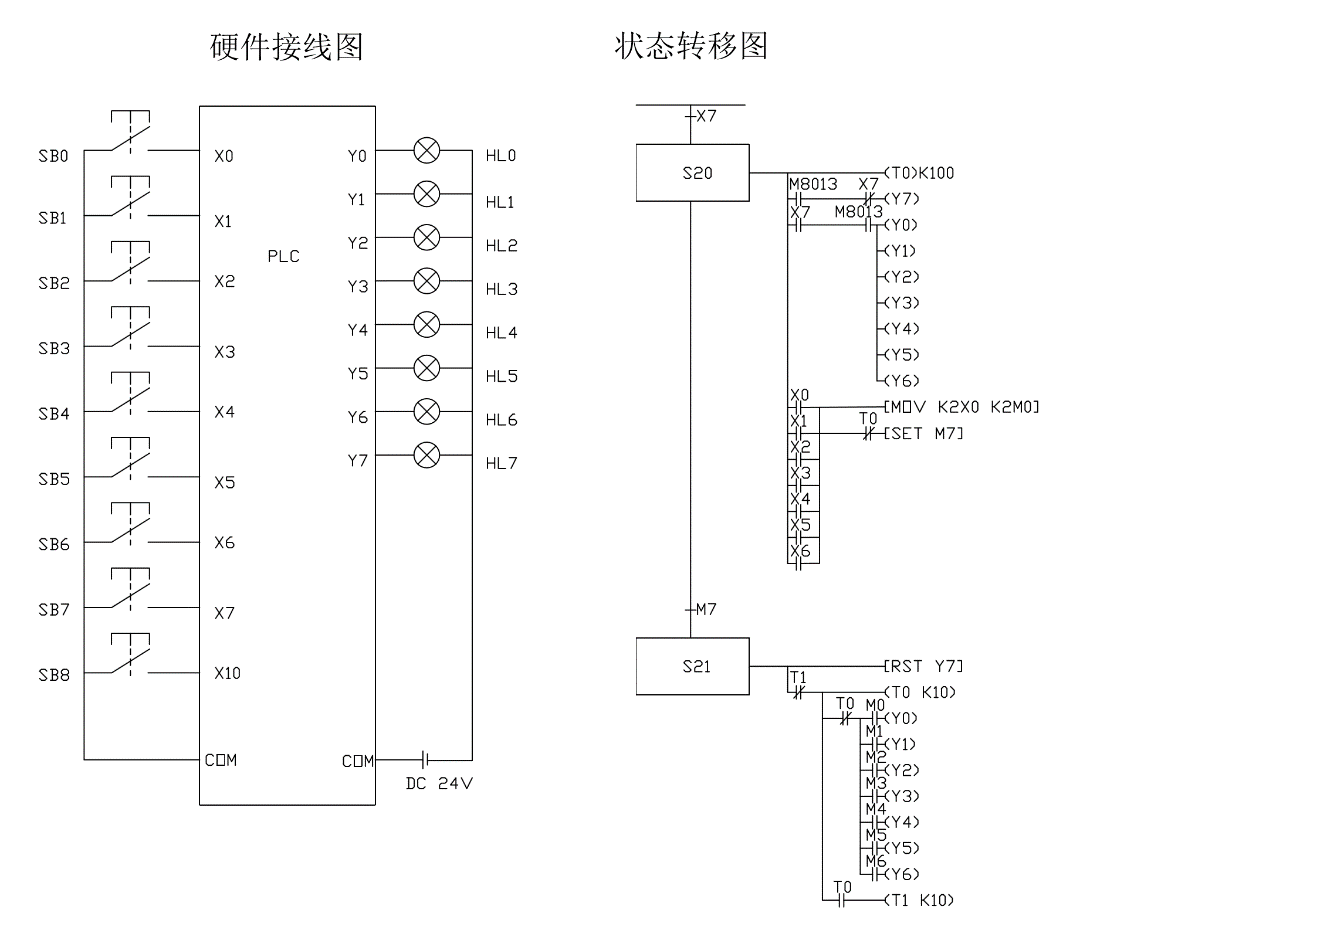 硬件接线图
状态转移图
SB0
SB1
SB2
SB3
SB4
SB5
SB6
SB7
SB8
X0
X1
X2
X3
X4
X5
X6
X7
X10
COM
PLC
Y0
Y1
Y2
Y3
Y4
Y5
Y6
Y7
COM
HL0
HL1
HL2
HL3
HL4
HL5
HL6
HL7
DC 24V
X7
S20
(T0)K100
M8013 X7 (Y7)
X7 M8013 (Y0)
(Y1)
(Y2)
(Y3)
(Y4)
(Y5)
(Y6)
X0 [MOV K2X0 K2M0]
X1 T0 [SET M7]
X2
X3
X4
X5
X6
M7
S21
[RST Y7]
T1 (T0 K10)
T0 M0 (Y0)
M1 (Y1)
M2 (Y2)
M3 (Y3)
M4 (Y4)
M5 (Y5)
M6 (Y6)
T0 (T1 K10)